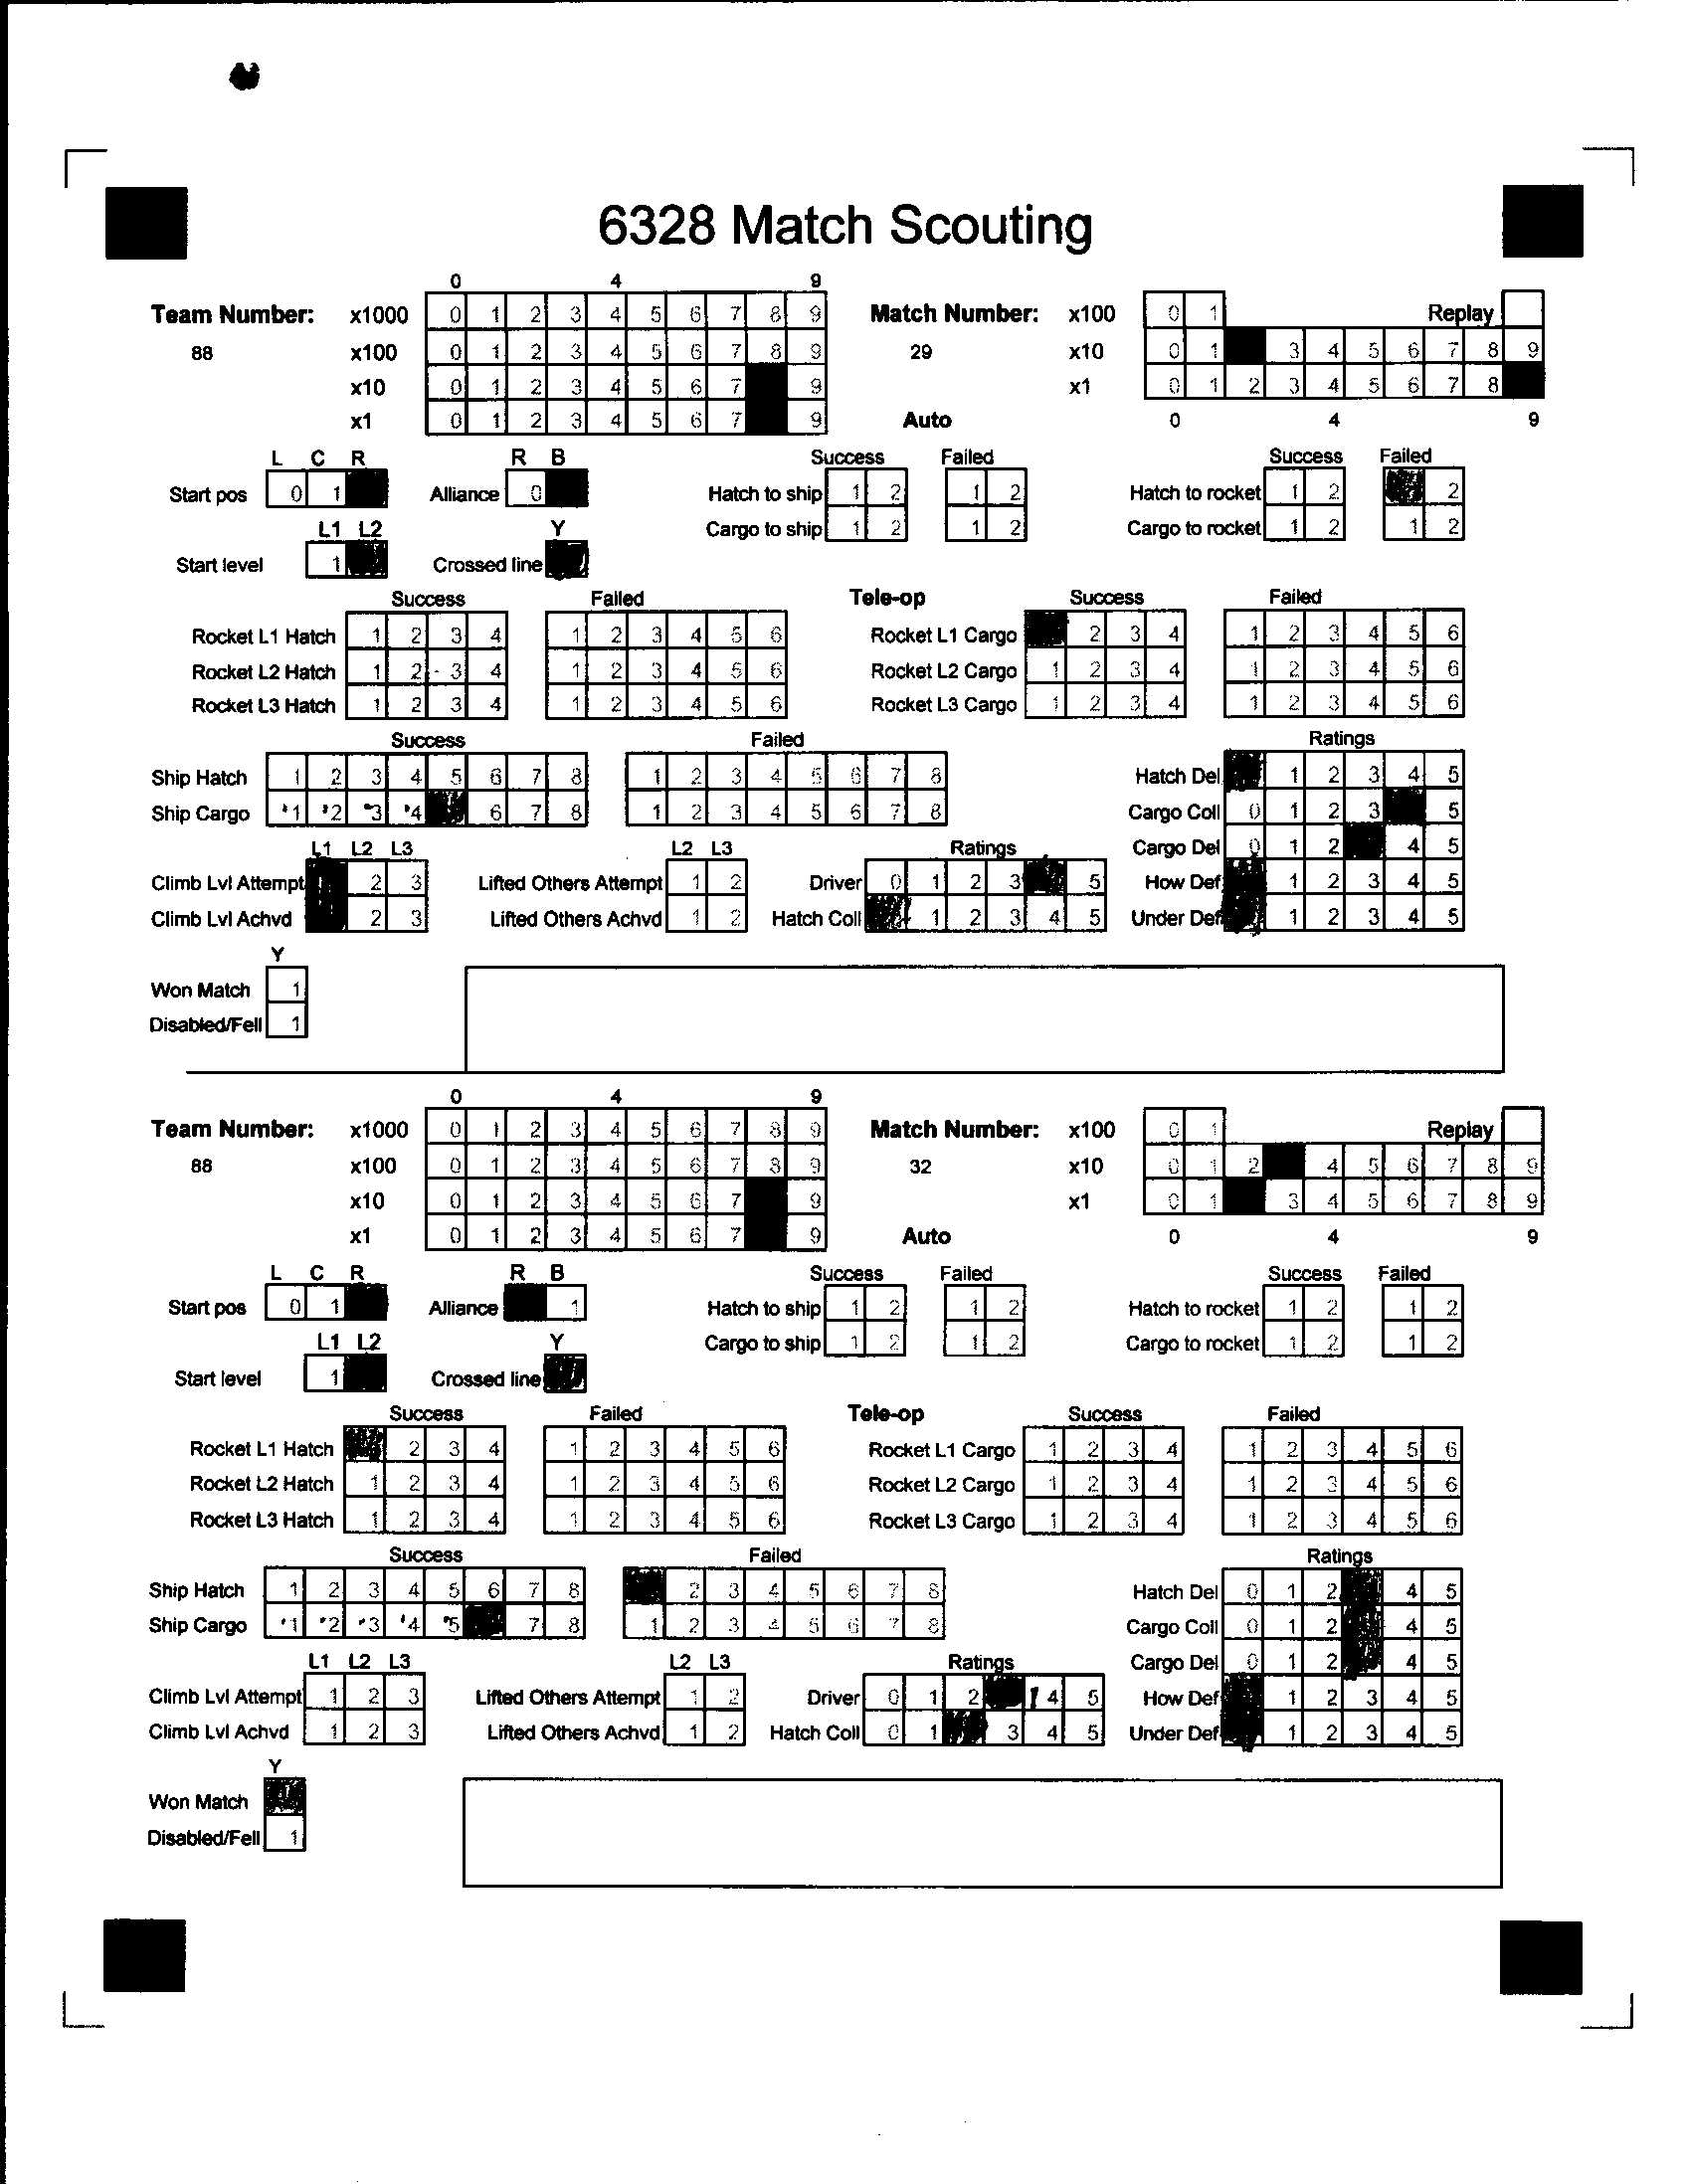 6328 Match Scouting
0 4 9
Team Number: x1000 0 1 2 3 4 5 6 7 8 9 Match Number: x100 0 1 Replay
88 x100 0 1 2 3 4 5 6 7 8 9 29 x10 0 1 3 4 5 6 7 8 9
x10 0 1 2 3 4 5 6 7 9 x1 0 1 2 3 4 5 6 7 8
x1 0 1 2 3 4 5 6 7 9 Auto 0 4 9
L C R R B Success Failed Success Failed
Start pos 0 1 Alliance 0 Hatch to ship 1 2 1 2 Hatch to rocket 1 2 2
L1 L2 Y Cargo to ship 1 2 1 2 Cargo to rocket 1 2 1 2
Start level 1 Crossed line
Success Failed Tele-op Success Failed
Rocket L1 Hatch 1 2 3 4 1 2 3 4 5 6 Rocket L1 Cargo 2 3 4 1 2 3 4 5 6
Rocket L2 Hatch 1 2 3 4 1 2 3 4 5 6 Rocket L2 Cargo 1 2 3 4 1 2 3 4 5 6
Rocket L3 Hatch 1 2 3 4 1 2 3 4 5 6 Rocket L3 Cargo 1 2 3 4 1 2 3 4 5 6
Success Failed Ratings
Ship Hatch 1 2 3 4 5 6 7 8 1 2 3 4 5 6 7 8 Hatch Del 1 2 3 4 5
Ship Cargo 1 2 3 4 6 7 8 1 2 3 4 5 6 7 8 Cargo Coll 0 1 2 3 5
L1 L2 L3 L2 L3 Ratings Cargo Del 0 1 2 4 5
Climb Lvl Attempt 2 3 Lifted Others Attempt 1 2 Driver 0 1 2 3 5 How Def 1 2 3 4 5
Climb Lvl Achvd 2 3 Lifted Others Achvd 1 2 Hatch Coll 1 2 3 4 5 Under Def 1 2 3 4 5
Y
Won Match 1
Disabled/Fell 1
0 4 9
Team Number: x1000 0 1 2 3 4 5 6 7 8 9 Match Number: x100 0 1 Replay
88 x100 0 1 2 3 4 5 6 7 8 9 32 x10 0 1 2 4 5 6 7 8 9
x10 0 1 2 3 4 5 6 7 9 x1 0 1 3 4 5 6 7 8 9
x1 0 1 2 3 4 5 6 7 9 Auto 0 4 9
L C R R B Success Failed Success Failed
Start pos 0 1 Alliance 1 Hatch to ship 1 2 1 2 Hatch to rocket 1 2 1 2
L1 L2 Y Cargo to ship 1 2 1 2 Cargo to rocket 1 2 1 2
Start level 1 Crossed line
Success Failed Tele-op Success Failed
Rocket L1 Hatch 2 3 4 1 2 3 4 5 6 Rocket L1 Cargo 1 2 3 4 1 2 3 4 5 6
Rocket L2 Hatch 1 2 3 4 1 2 3 4 5 6 Rocket L2 Cargo 1 2 3 4 1 2 3 4 5 6
Rocket L3 Hatch 1 2 3 4 1 2 3 4 5 6 Rocket L3 Cargo 1 2 3 4 1 2 3 4 5 6
Success Failed Ratings
Ship Hatch 1 2 3 4 5 6 7 8 2 3 4 5 6 7 8 Hatch Del 0 1 2 4 5
Ship Cargo 1 2 3 4 5 7 8 1 2 3 4 5 6 7 8 Cargo Coll 0 1 2 4 5
L1 L2 L3 L2 L3 Ratings Cargo Del 0 1 2 4 5
Climb Lvl Attempt 1 2 3 Lifted Others Attempt 1 2 Driver 0 1 2 4 5 How Def 1 2 3 4 5
Climb Lvl Achvd 1 2 3 Lifted Others Achvd 1 2 Hatch Coll 0 1 3 4 5 Under Def 1 2 3 4 5
Y
Won Match
Disabled/Fell 1